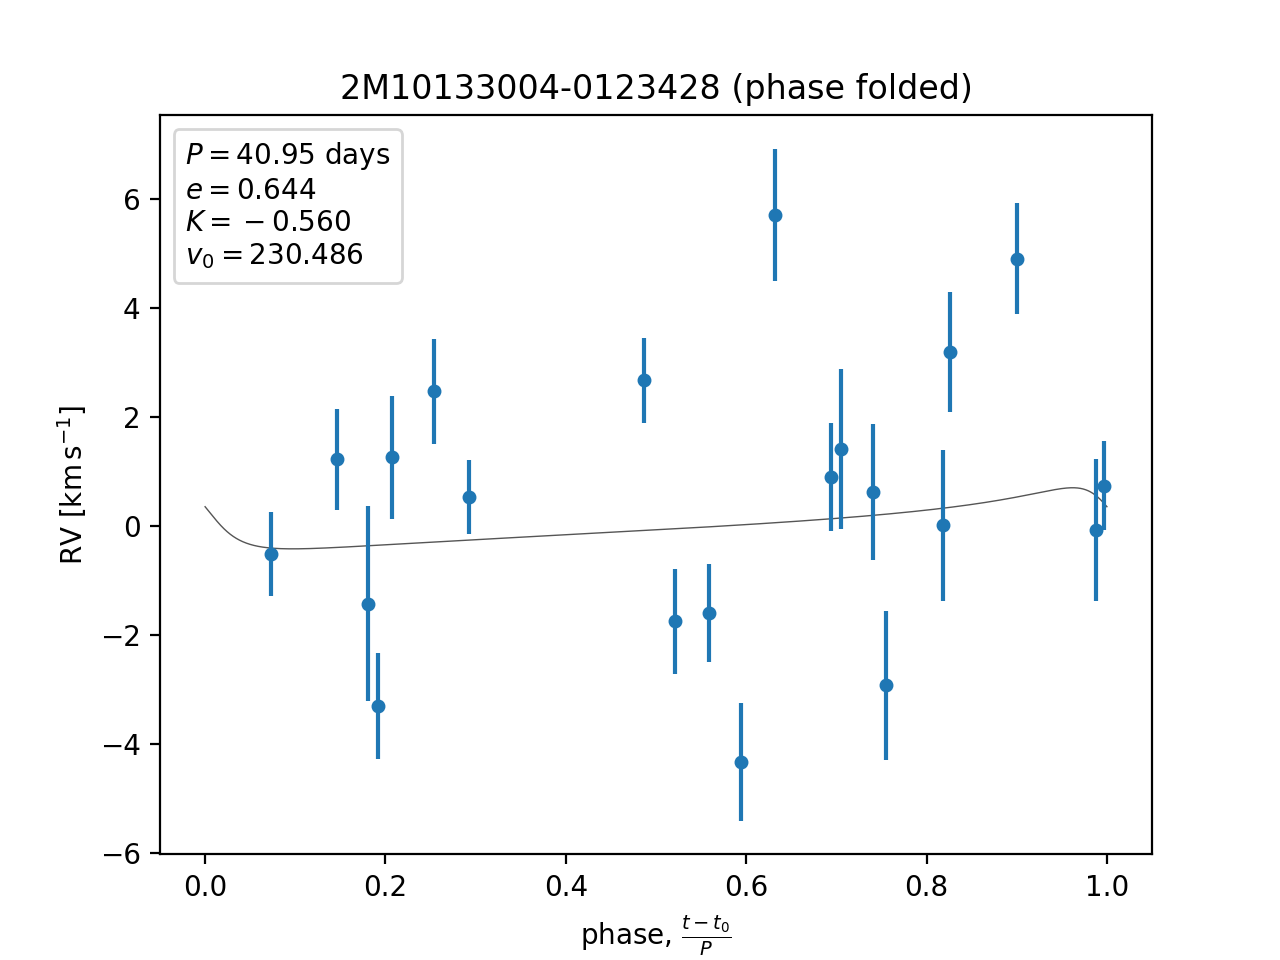 2M10133004-0123428 (phase folded)
P = 40.95 days
e = 0.644
K = −0.560
v₀ = 230.486
RV [km s⁻¹]
6
4
2
0
−2
−4
−6
0.0 0.2 0.4 0.6 0.8 1.0
phase, (t − t₀)/P